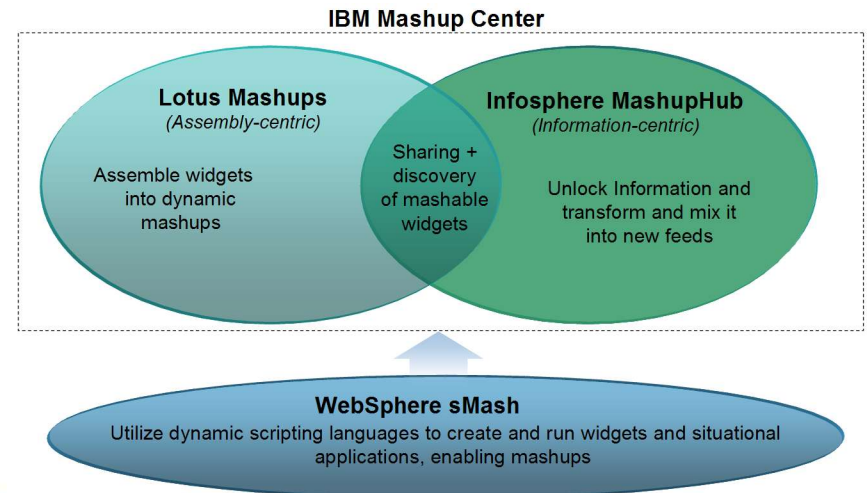 IBM Mashup Center
Lotus Mashups
(Assembly-centric)
Assemble widgets
into dynamic
mashups
Sharing +
discovery
of mashable
widgets
Infosphere MashupHub
(Information-centric)
Unlock Information and
transform and mix it
into new feeds
WebSphere sMash
Utilize dynamic scripting languages to create and run widgets and situational
applications, enabling mashups